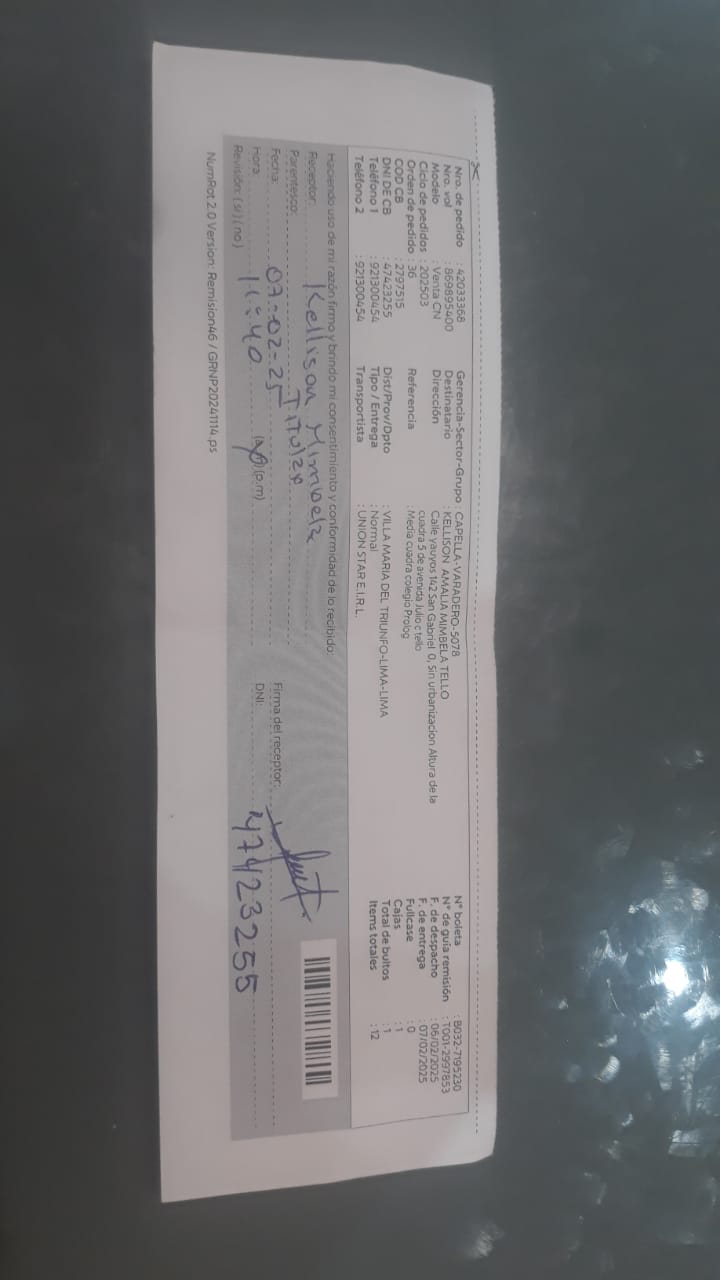 Nro. de pedido : 42033368 Gerencia-Sector-Grupo : CAPELLA-VARADERO-5078 N° boleta : B032-7195230
Nro. vol : 869895400 Destinatario : KELLISON AMALIA MIMBELA TELLO N° de guía remisión : T001-2997853
Modelo : Venta CN Dirección Calle yauyos 142 San Gabriel 0, Sin urbanizacion Altura de la F. de despacho : 06/02/2025
Ciclo de pedidos : 202503 cuadra 5 de avenida Julio c tello F. de entrega : 07/02/2025
Orden de pedido : 36 Referencia : Media cuadra colegio Prolog Fullcase : 0
COD CB : 2797515 Cajas : 1
DNI DE CB : 47423255 Dist/Prov/Dpto : VILLA MARIA DEL TRIUNFO-LIMA-LIMA Total de bultos : 1
Teléfono 1 : 921300454 Tipo / Entrega : Normal Items totales : 12
Teléfono 2 : 921300454 Transportista : UNION STAR E.I.R.L.
Haciendo uso de mi razón firmo y brindo mi consentimiento y conformidad de lo recibido:
Receptor: Kellison Mimbela
Parentesco: Titular
Fecha: 07-02-25 Firma del receptor:
Hora: 11:40 (p.m) DNI: 47423255
Revisión: (si) (no)
NumRot 2.0 Version: Remision46 / GRNP20241114.ps